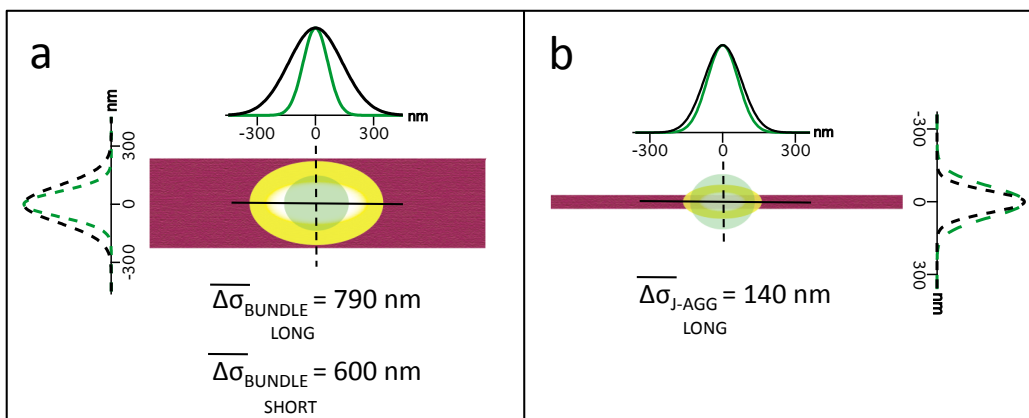 a
-300 0 300 nm
nm
300
0
-300
Δσ BUNDLE = 790 nm
LONG
Δσ BUNDLE = 600 nm
SHORT
b
-300 0 300 nm
-300
0
300
nm
Δσ J-AGG = 140 nm
LONG